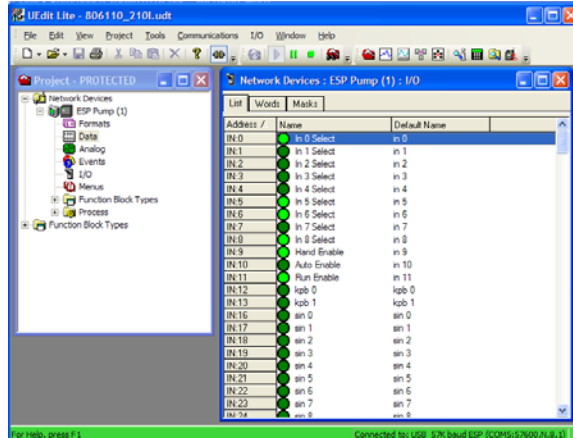 UEdit Lite - 806110_210L.udt
File Edit View Project Tools Communications I/O Window Help
Project - PROTECTED
Network Devices
ESP Pump (1)
Formats
Data
Analog
Events
I/O
Menus
Function Block Types
Process
Function Block Types
Network Devices : ESP Pump (1) : I/O
List Words Masks
Address / Name Default Name
IN:0 In 0 Select in 0
IN:1 In 1 Select in 1
IN:2 In 2 Select in 2
IN:3 In 3 Select in 3
IN:4 In 4 Select in 4
IN:5 In 5 Select in 5
IN:6 In 6 Select in 6
IN:7 In 7 Select in 7
IN:8 In 8 Select in 8
IN:9 Hand Enable in 9
IN:10 Auto Enable in 10
IN:11 Run Enable in 11
IN:12 kpb 0 kpb 0
IN:13 kpb 1 kpb 1
IN:16 sin 0 sin 0
IN:17 sin 1 sin 1
IN:18 sin 2 sin 2
IN:19 sin 3 sin 3
IN:20 sin 4 sin 4
IN:21 sin 5 sin 5
IN:22 sin 6 sin 6
IN:23 sin 7 sin 7
IN:24 sin 8 sin 8
For Help, press F1
Connected to: USB 57K baud ESP (COM5:57600,N,8,1)